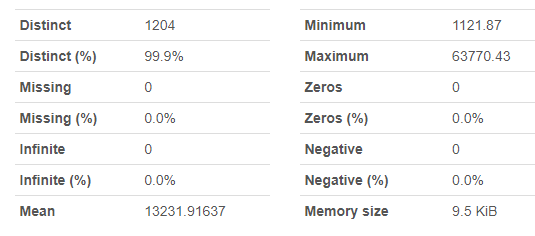 Distinct 1204
Distinct (%) 99.9%
Missing 0
Missing (%) 0.0%
Infinite 0
Infinite (%) 0.0%
Mean 13231.91637
Minimum 1121.87
Maximum 63770.43
Zeros 0
Zeros (%) 0.0%
Negative 0
Negative (%) 0.0%
Memory size 9.5 KiB